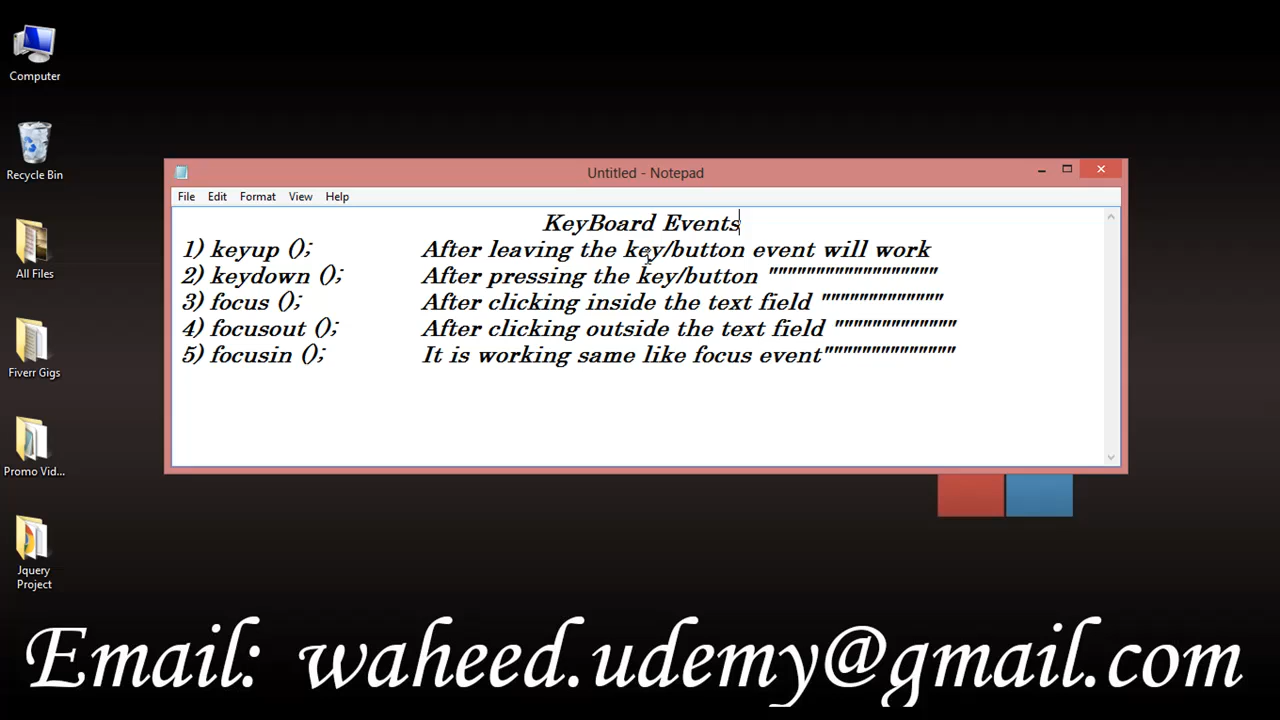 Computer
Recycle Bin
All Files
Fiverr Gigs
Promo Vid...
Jquery
Project
Untitled - Notepad
File Edit Format View Help
KeyBoard Events
1) keyup (); After leaving the key/button event will work
2) keydown (); After pressing the key/button """"""""""""""""""
3) focus (); After clicking inside the text field """""""""""""
4) focusout (); After clicking outside the text field """""""""""""
5) focusin (); It is working same like focus event""""""""""""""
Email: waheed.udemy@gmail.com